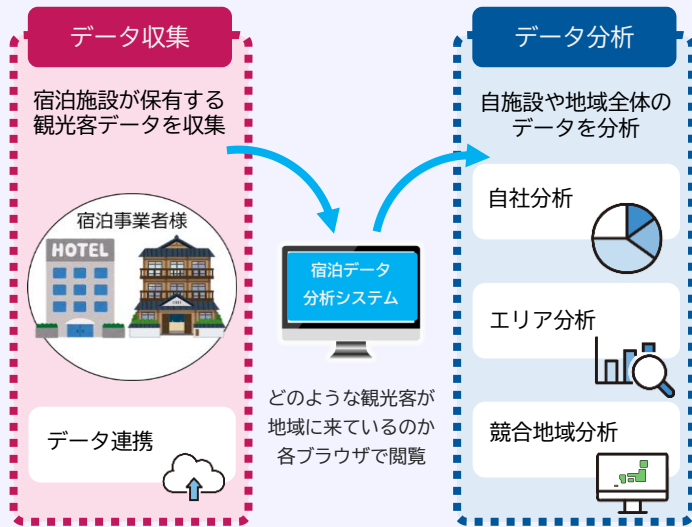 データ収集
宿泊施設が保有する
観光客データを収集
宿泊事業者様
HOTEL
データ連携
宿泊データ
分析システム
どのような観光客が
地域に来ているのか
各ブラウザで閲覧
データ分析
自施設や地域全体の
データを分析
自社分析
エリア分析
競合地域分析